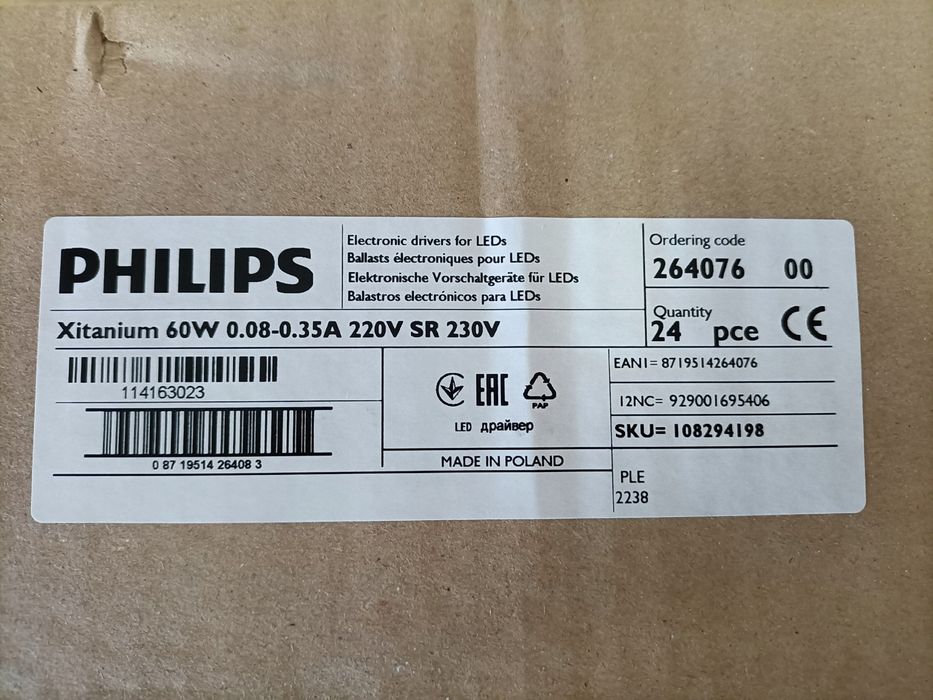 PHILIPS
Electronic drivers for LEDs
Ballasts électroniques pour LEDs
Elektronische Vorschaltgeräte für LEDs
Balastros electrónicos para LEDs
Ordering code
264076 00
Quantity
24 pce
CE
Xitanium 60W 0.08-0.35A 220V SR 230V
114163023
0 87 19514 26408 3
EAC
PAP
LED драйвер
MADE IN POLAND
EAN1= 8719514264076
12NC= 929001695406
SKU= 108294198
PLE
2238